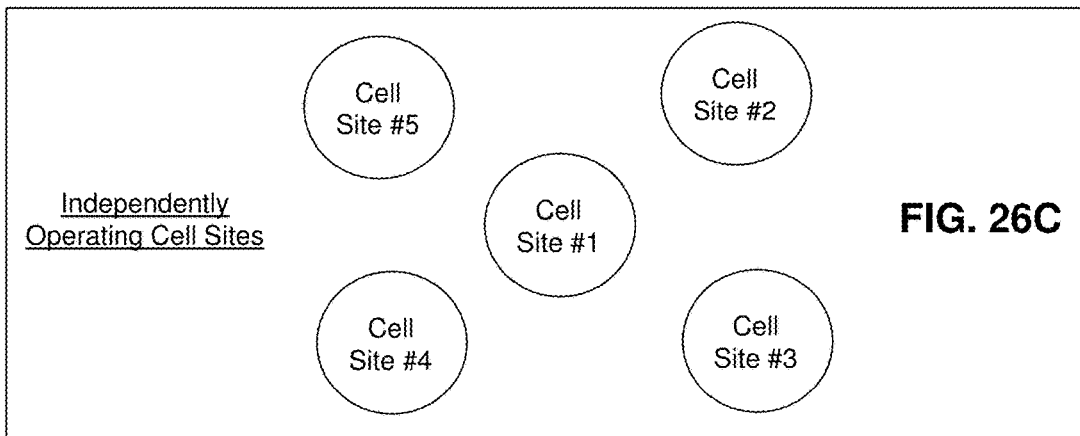 Cell
Site #5
Cell
Site #2
Independently
Operating Cell Sites
Cell
Site #1
FIG. 26C
Cell
Site #4
Cell
Site #3